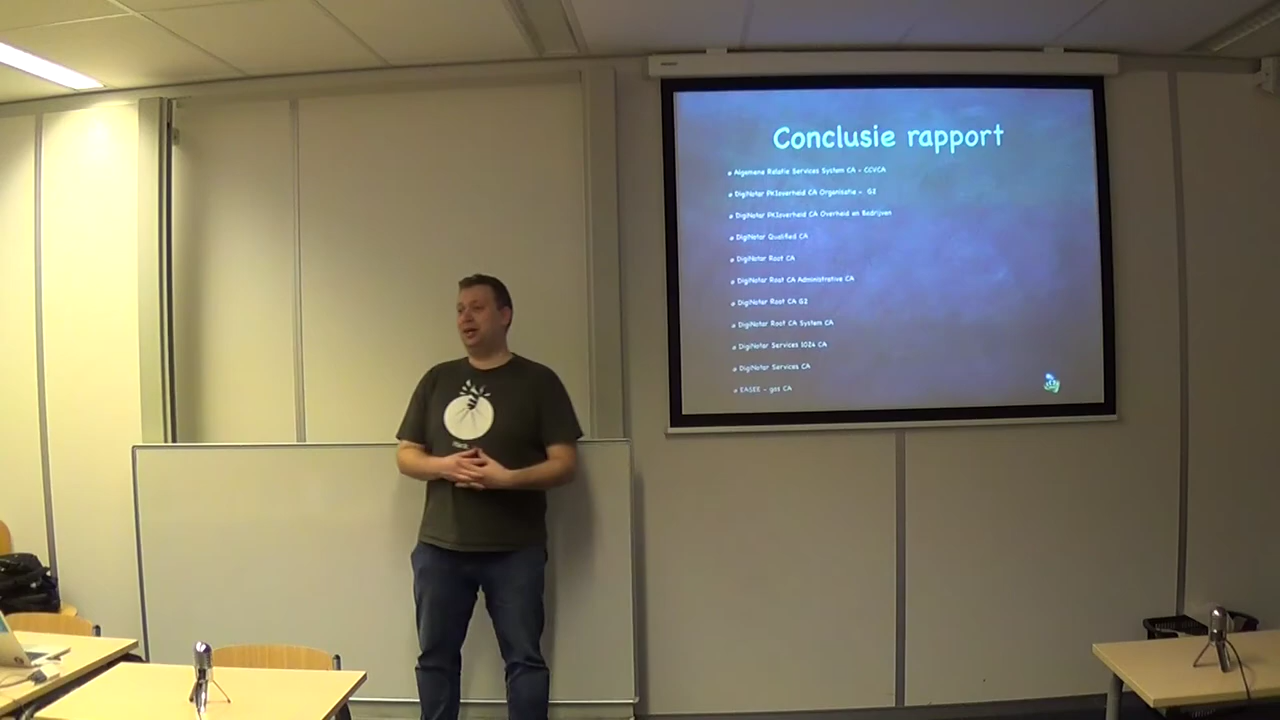 Conclusie rapport
Algemene Relatie Services System CA - CCVCA
DigiNotar PKIoverheid CA Organisatie - G2
DigiNotar PKIoverheid CA Overheid en Bedrijven
DigiNotar Qualified CA
DigiNotar Root CA
DigiNotar Root CA Administrative CA
DigiNotar Root CA G2
DigiNotar Root CA System CA
DigiNotar Services 1024 CA
DigiNotar Services CA
EASEE - gas CA